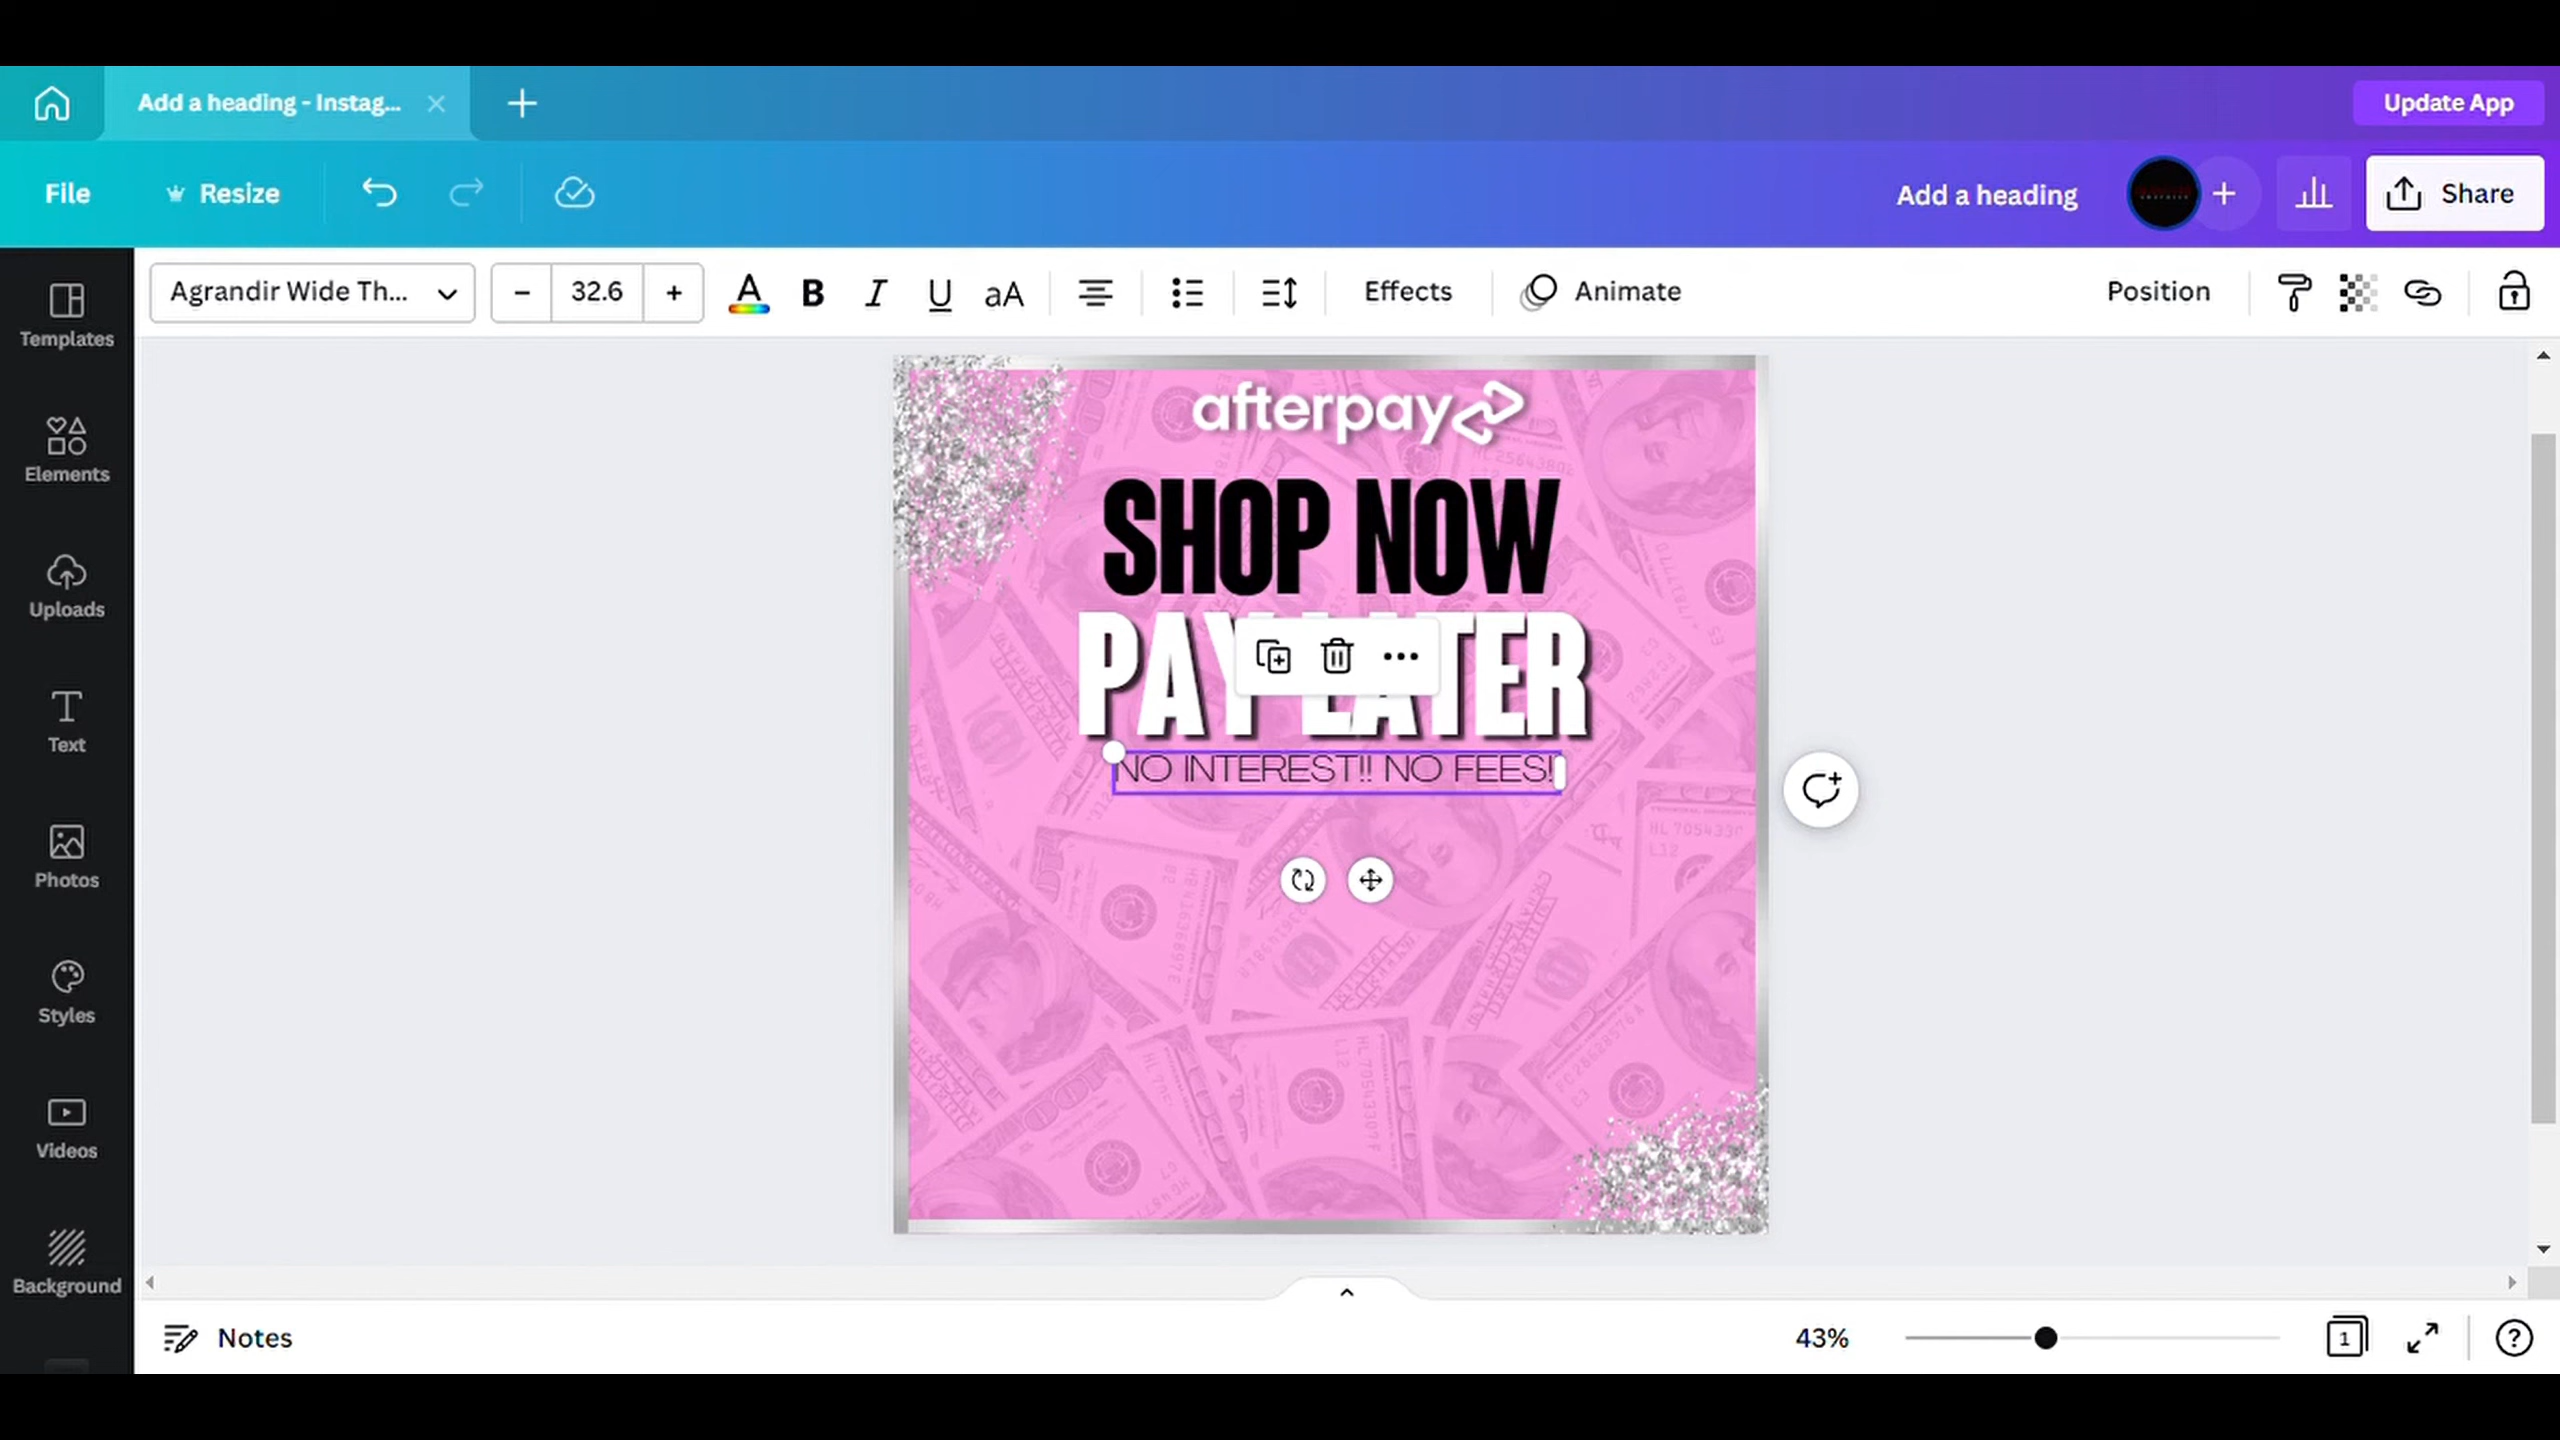 Add a heading - Instag...
Update App
File
Resize
Add a heading
Share
Agrandir Wide Th...
32.6
A
B
I
U
aA
Effects
Animate
Position
Templates
Elements
Uploads
Text
Photos
Styles
Videos
Background
afterpay
SHOP NOW
PAY LATER
NO INTEREST!! NO FEES!
Notes
43%
1
?